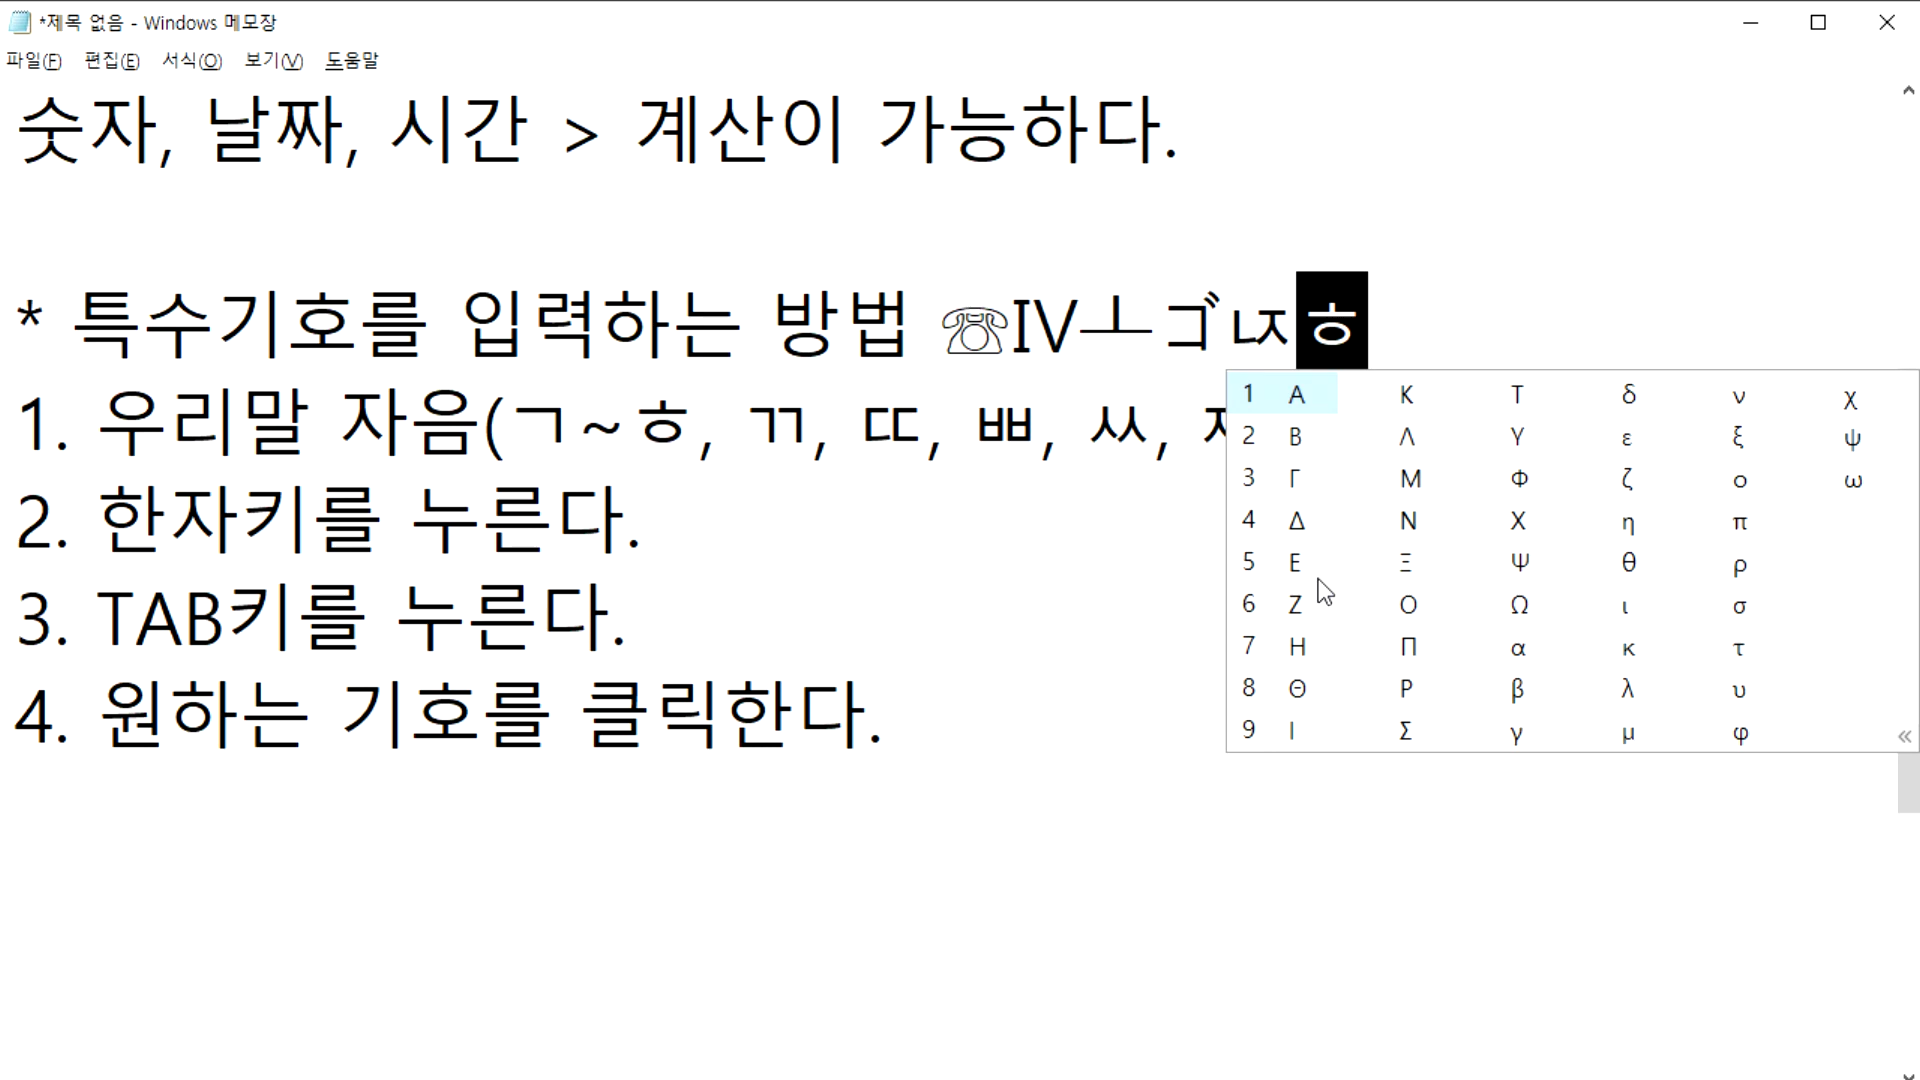 *제목 없음 - Windows 메모장
파일(F) 편집(E) 서식(O) 보기(V) 도움말
숫자, 날짜, 시간 > 계산이 가능하다.
* 특수기호를 입력하는 방법 ☏Ⅳ┴ゴㅨㅎ
1. 우리말 자음(ㄱ~ㅎ, ㄲ, ㄸ, ㅃ, ㅆ,
2. 한자키를 누른다.
3. TAB키를 누른다.
4. 원하는 기호를 클릭한다.
1 Α Κ Τ δ ν χ
2 Β Λ Υ ε ξ ψ
3 Γ Μ Φ ζ ο ω
4 Δ Ν Χ η π
5 Ε Ξ Ψ θ ρ
6 Ζ Ο Ω ι σ
7 Η Π α κ τ
8 Θ Ρ β λ υ
9 Ι Σ γ μ φ